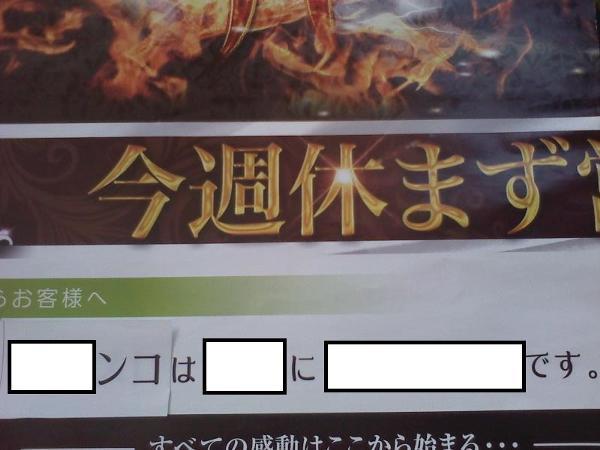 今週休まず
お客様へ
ンコは に です。
すべての感動はここから始まる・・・